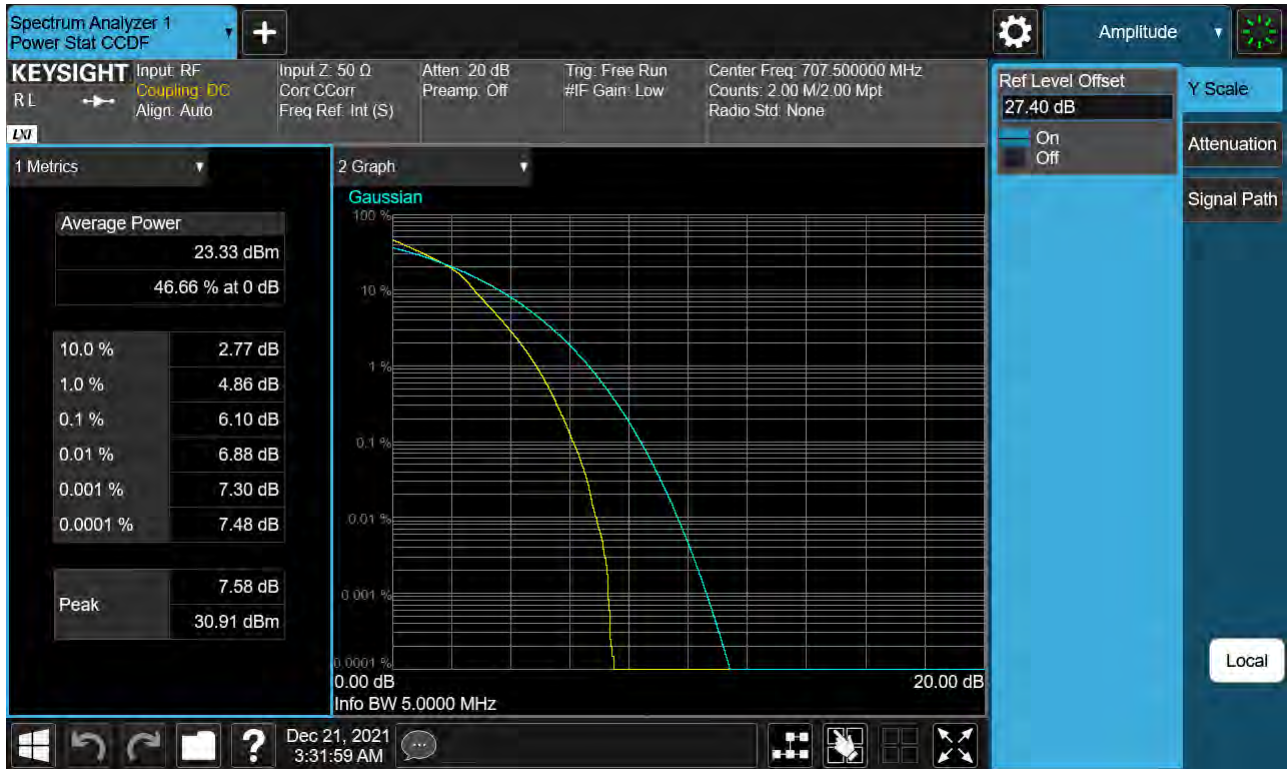 Spectrum Analyzer 1
Power Stat CCDF
+
Amplitude
KEYSIGHT
RL
LXI
Input: RF
Coupling: DC
Align: Auto
Input Z: 50 Ω
Corr CCorr
Freq Ref: Int (S)
Atten: 20 dB
Preamp: Off
Trig: Free Run
#IF Gain: Low
Center Freq: 707.500000 MHz
Counts: 2.00 M/2.00 Mpt
Radio Std: None
Ref Level Offset
27.40 dB
On
Off
Y Scale
Attenuation
Signal Path
Local
1 Metrics
Average Power
23.33 dBm
46.66 % at 0 dB
10.0 % 2.77 dB
1.0 % 4.86 dB
0.1 % 6.10 dB
0.01 % 6.88 dB
0.001 % 7.30 dB
0.0001 % 7.48 dB
Peak
7.58 dB
30.91 dBm
2 Graph
Gaussian
100 %
10 %
1 %
0.1 %
0.01 %
0.001 %
0.0001 %
0.00 dB 20.00 dB
Info BW 5.0000 MHz
?
Dec 21, 2021
3:31:59 AM